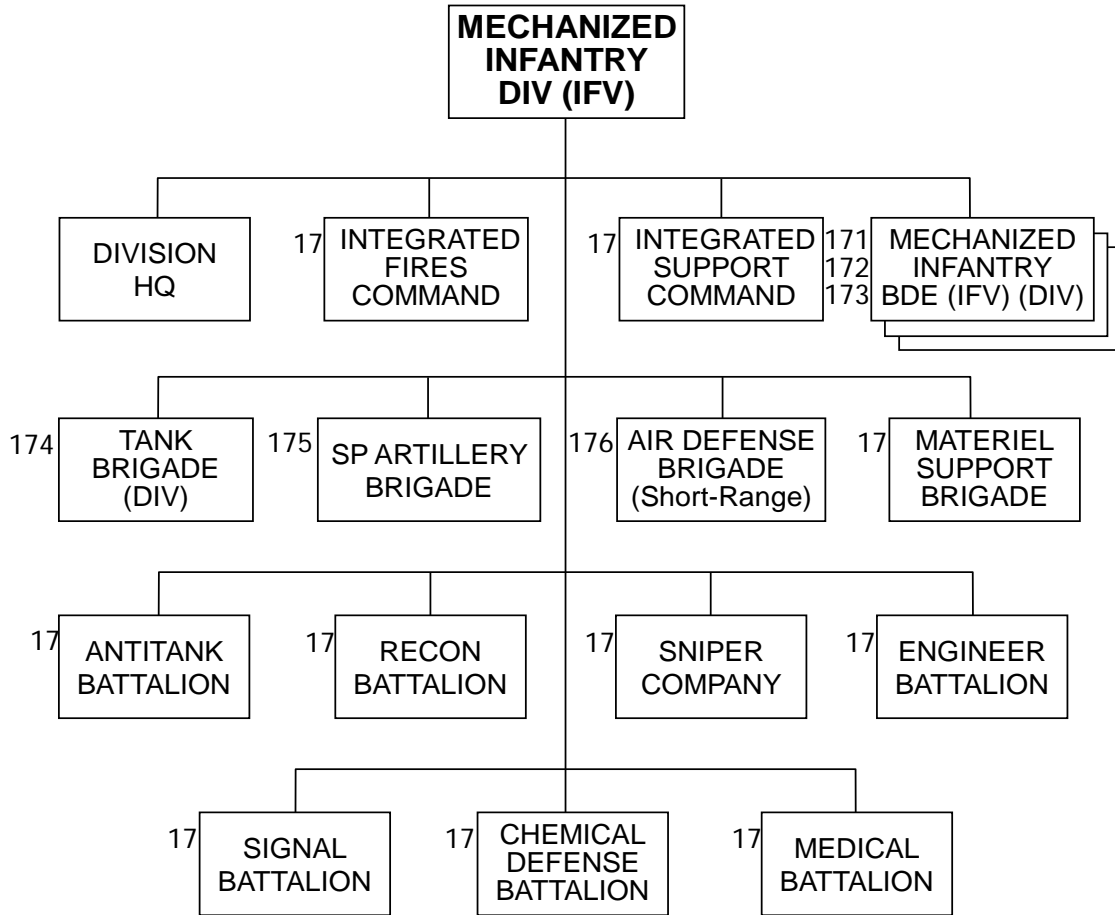 MECHANIZED
INFANTRY
DIV (IFV)
DIVISION
HQ
17
INTEGRATED
FIRES
COMMAND
17
INTEGRATED
SUPPORT
COMMAND
171
172
173
MECHANIZED
INFANTRY
BDE (IFV) (DIV)
174
TANK
BRIGADE
(DIV)
175
SP ARTILLERY
BRIGADE
176
AIR DEFENSE
BRIGADE
(Short-Range)
17
MATERIEL
SUPPORT
BRIGADE
17
ANTITANK
BATTALION
17
RECON
BATTALION
17
SNIPER
COMPANY
17
ENGINEER
BATTALION
17
SIGNAL
BATTALION
17
CHEMICAL
DEFENSE
BATTALION
17
MEDICAL
BATTALION